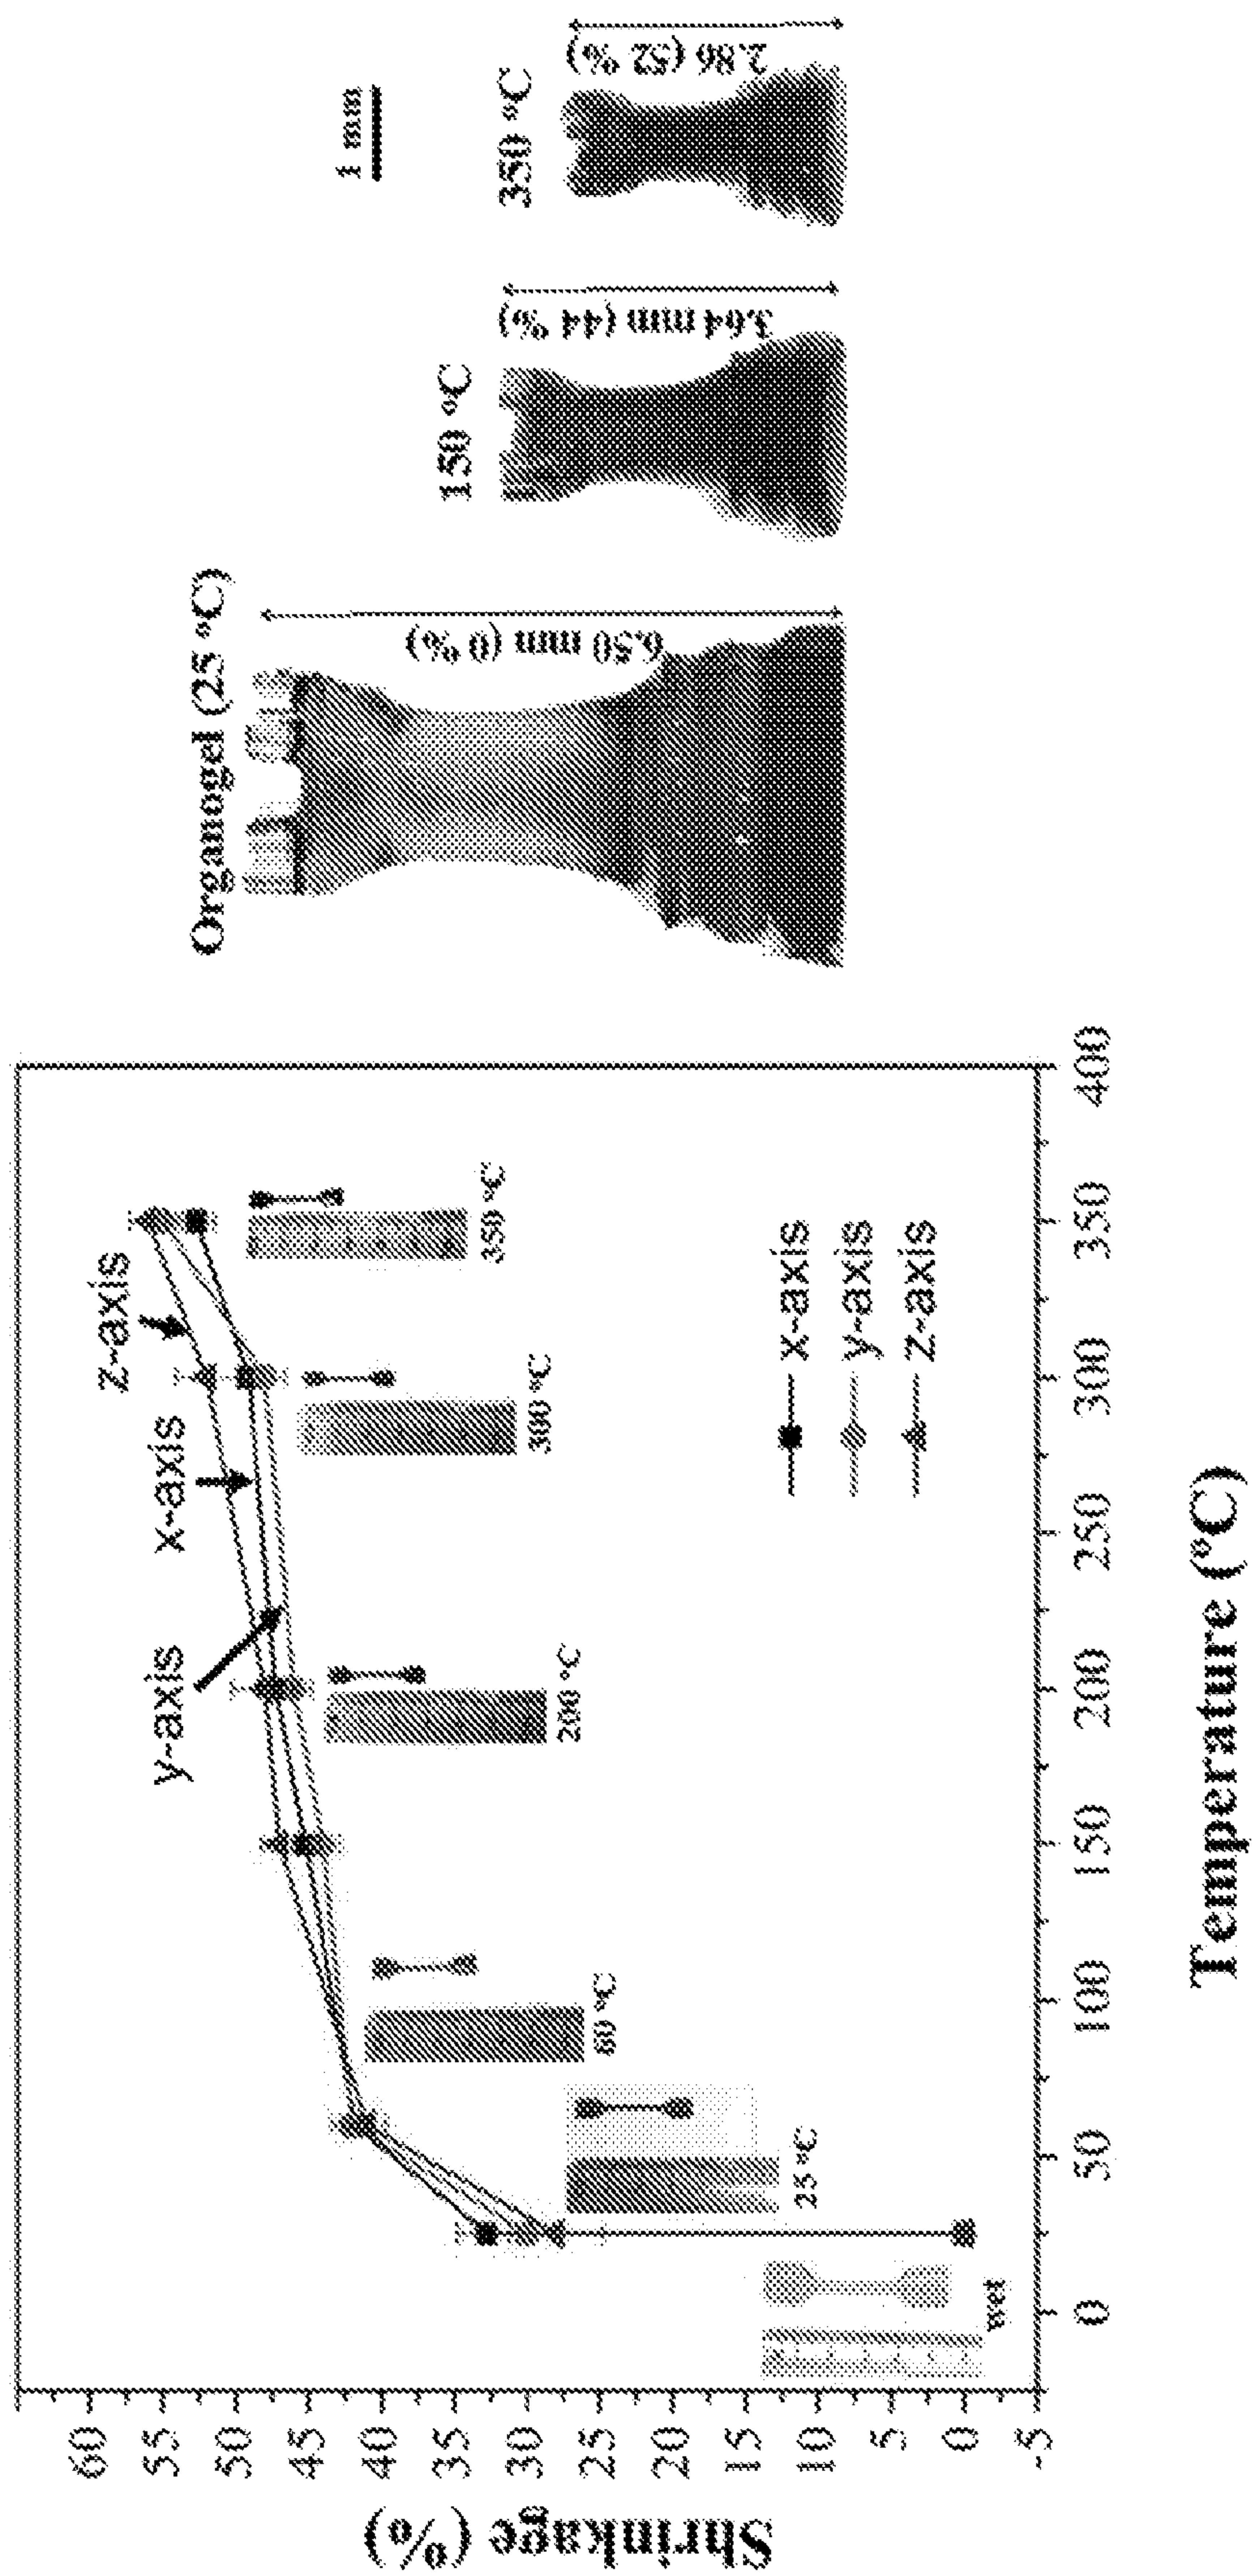 Shrinkage (%)
60
55
50
45
40
35
30
25
20
15
10
5
0
-5
0
50
100
150
200
250
300
350
400
Temperature (°C)
z-axis
x-axis
y-axis
wet
25 °C
60 °C
200 °C
300 °C
350 °C
x-axis
y-axis
z-axis
Organogel (25 °C)
6.50 mm (0 %)
150 °C
3.64 mm (44 %)
350 °C
2.86 (52 %)
1 mm